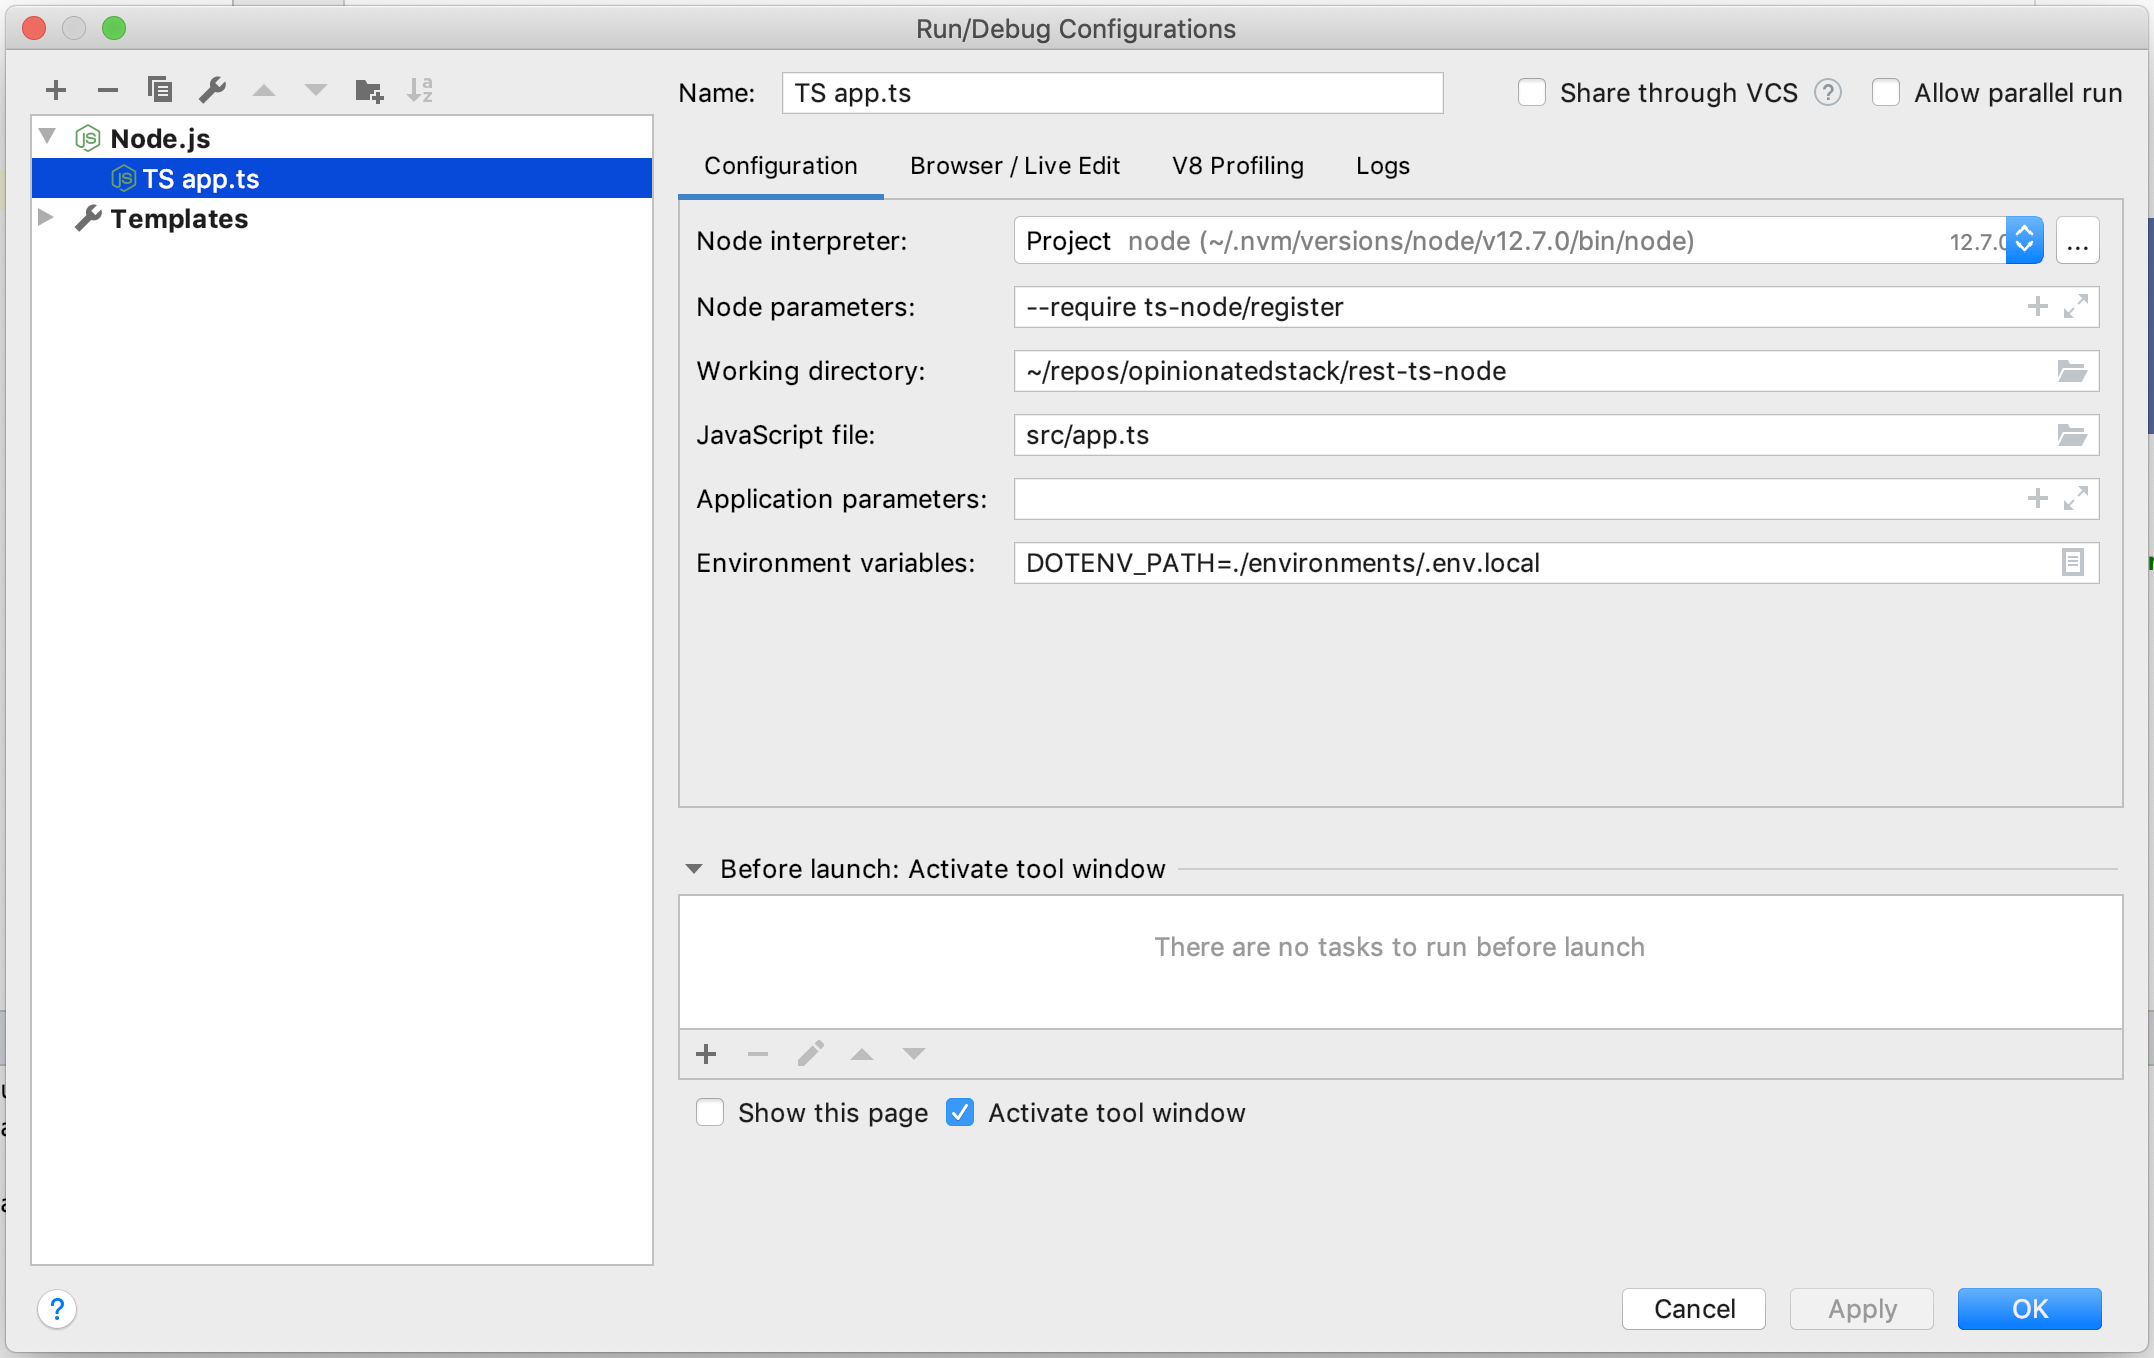 Run/Debug Configurations
Name: TS app.ts
Share through VCS ?
Allow parallel run
Node.js
TS app.ts
Templates
Configuration Browser / Live Edit V8 Profiling Logs
Node interpreter: Project node (~/.nvm/versions/node/v12.7.0/bin/node) 12.7.0 ...
Node parameters: --require ts-node/register
Working directory: ~/repos/opinionatedstack/rest-ts-node
JavaScript file: src/app.ts
Application parameters:
Environment variables: DOTENV_PATH=./environments/.env.local
Before launch: Activate tool window
There are no tasks to run before launch
Show this page Activate tool window
? Cancel Apply OK